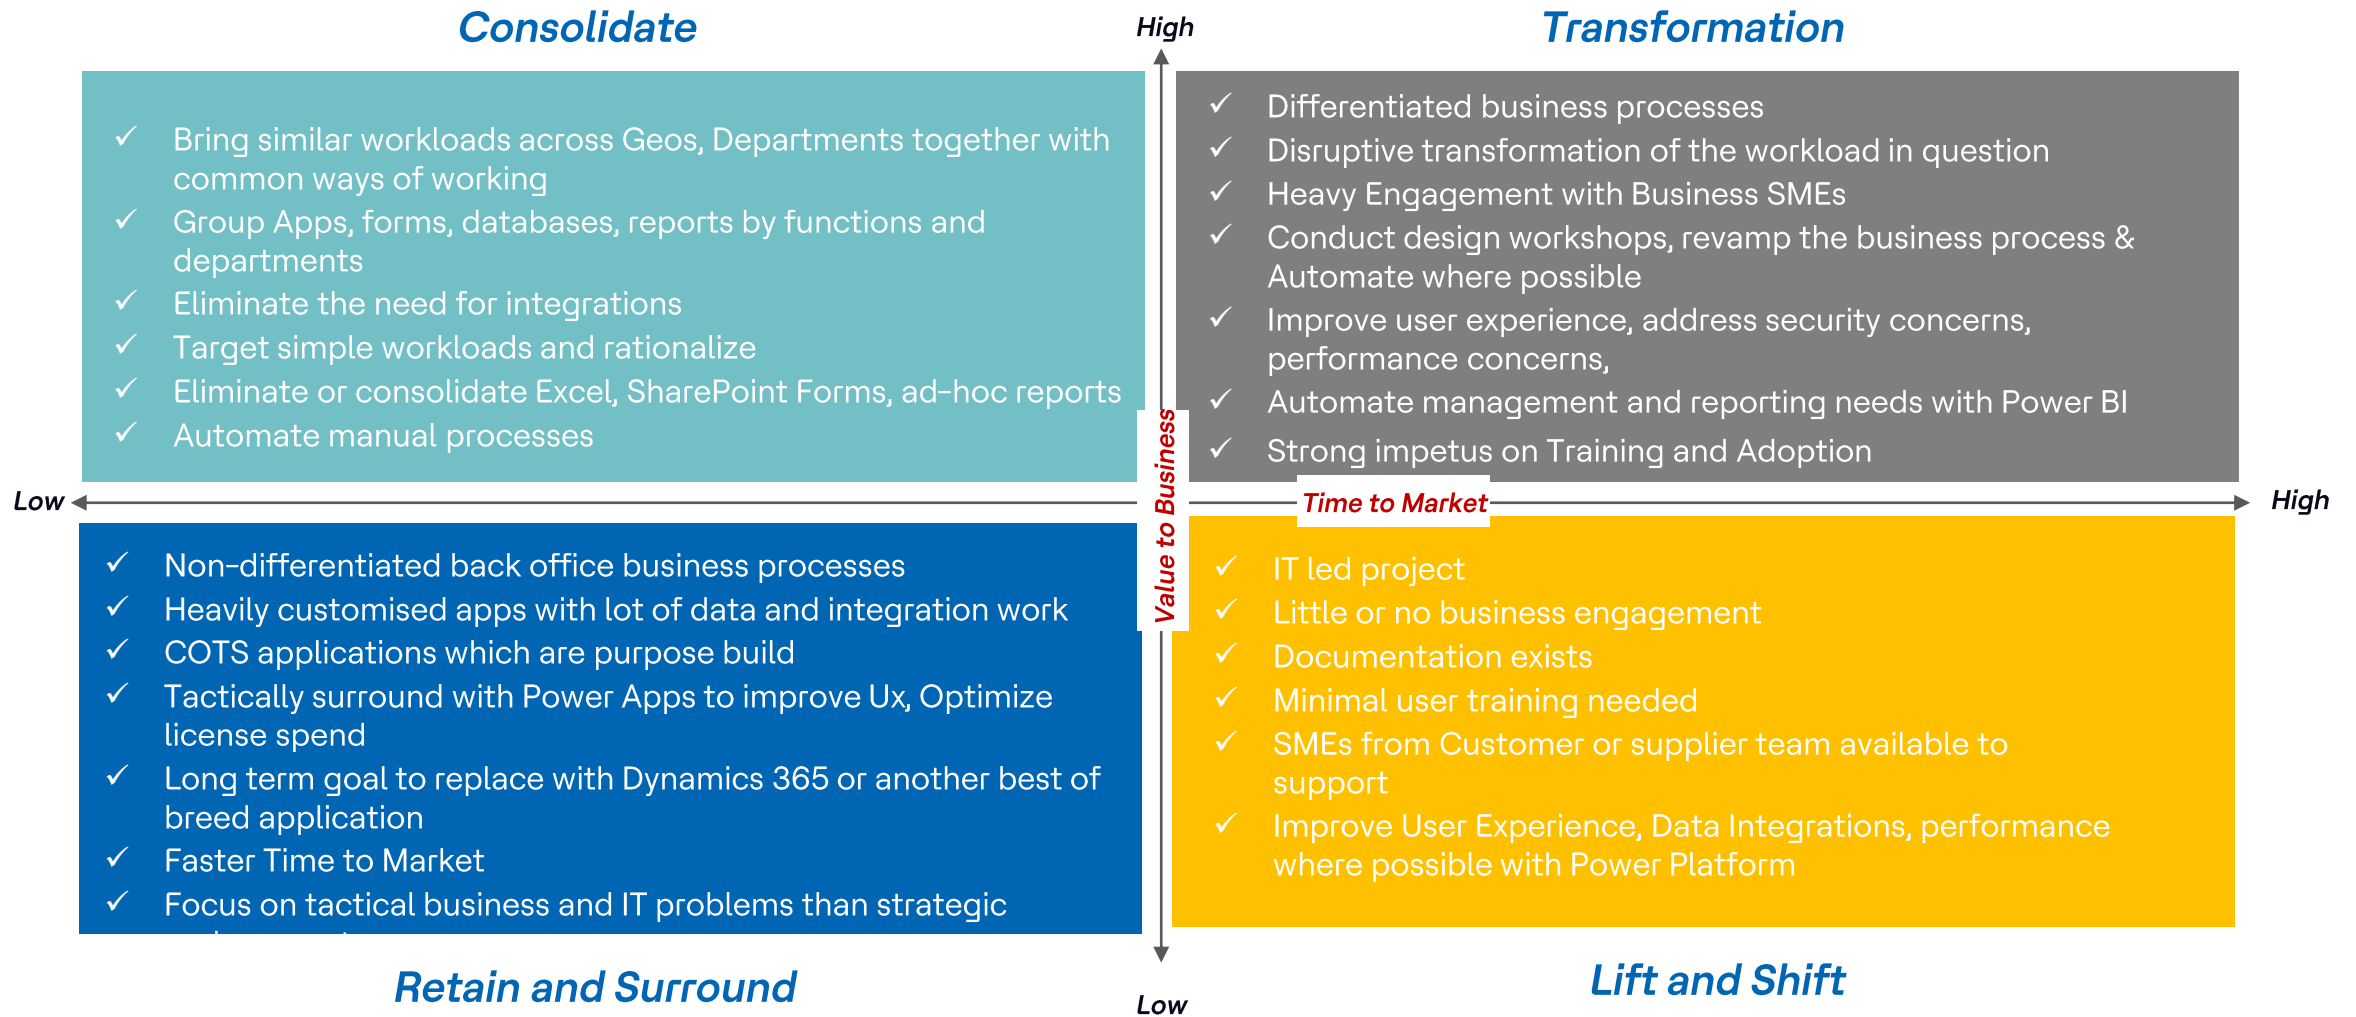 Consolidate
High
Transformation
✓ Bring similar workloads across Geos, Departments together with
common ways of working
✓ Group Apps, forms, databases, reports by functions and
departments
✓ Eliminate the need for integrations
✓ Target simple workloads and rationalize
✓ Eliminate or consolidate Excel, SharePoint Forms, ad-hoc reports
✓ Automate manual processes
✓ Differentiated business processes
✓ Disruptive transformation of the workload in question
✓ Heavy Engagement with Business SMEs
✓ Conduct design workshops, revamp the business process &
Automate where possible
✓ Improve user experience, address security concerns,
performance concerns,
✓ Automate management and reporting needs with Power BI
✓ Strong impetus on Training and Adoption
Low
Value to Business
Time to Market
High
✓ Non-differentiated back office business processes
✓ Heavily customised apps with lot of data and integration work
✓ COTS applications which are purpose build
✓ Tactically surround with Power Apps to improve Ux, Optimize
license spend
✓ Long term goal to replace with Dynamics 365 or another best of
breed application
✓ Faster Time to Market
✓ Focus on tactical business and IT problems than strategic
✓ IT led project
✓ Little or no business engagement
✓ Documentation exists
✓ Minimal user training needed
✓ SMEs from Customer or supplier team available to
support
✓ Improve User Experience, Data Integrations, performance
where possible with Power Platform
Retain and Surround
Low
Lift and Shift